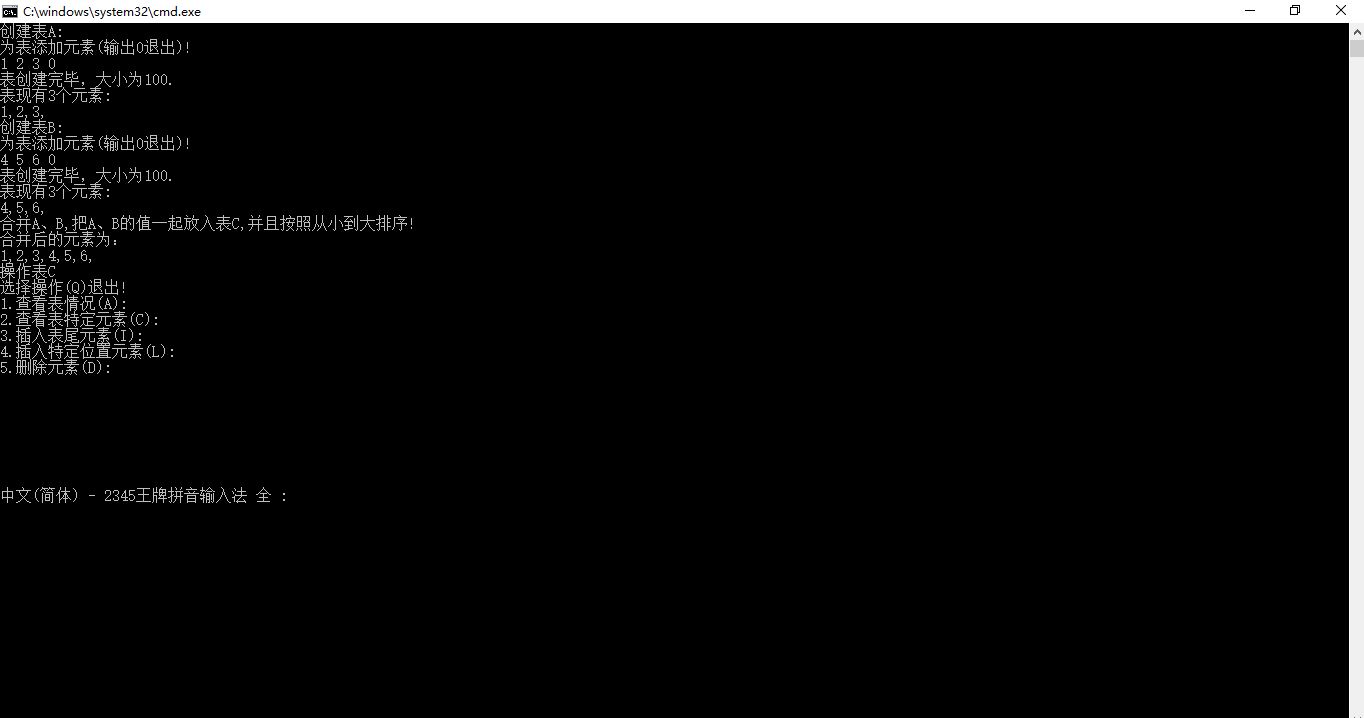 C:\windows\system32\cmd.exe
创建表A:
为表添加元素(输出0退出)!
1 2 3 0
表创建完毕，大小为100.
表现有3个元素:
1,2,3,
创建表B:
为表添加元素(输出0退出)!
4 5 6 0
表创建完毕，大小为100.
表现有3个元素:
4,5,6,
合并A、B,把A、B的值一起放入表C,并且按照从小到大排序!
合并后的元素为：
1,2,3,4,5,6,
操作表C
选择操作(Q)退出!
1.查看表情况(A):
2.查看表特定元素(C):
3.插入表尾元素(I):
4.插入特定位置元素(L):
5.删除元素(D):
中文(简体) - 2345王牌拼音输入法 全 :